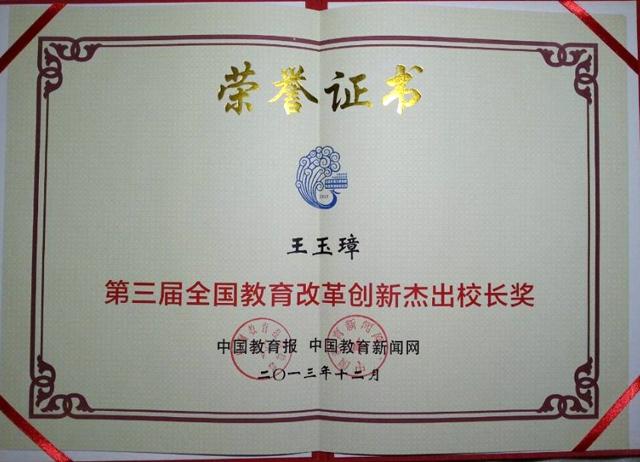 荣誉证书
王玉璋
第三届全国教育改革创新杰出校长奖
中国教育报 中国教育新闻网
二〇一三年十二月